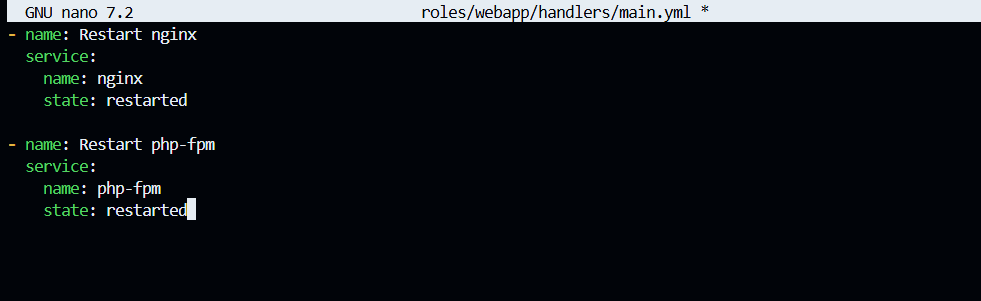 GNU nano 7.2 roles/webapp/handlers/main.yml *
- name: Restart nginx
  service:
    name: nginx
    state: restarted

- name: Restart php-fpm
  service:
    name: php-fpm
    state: restarted